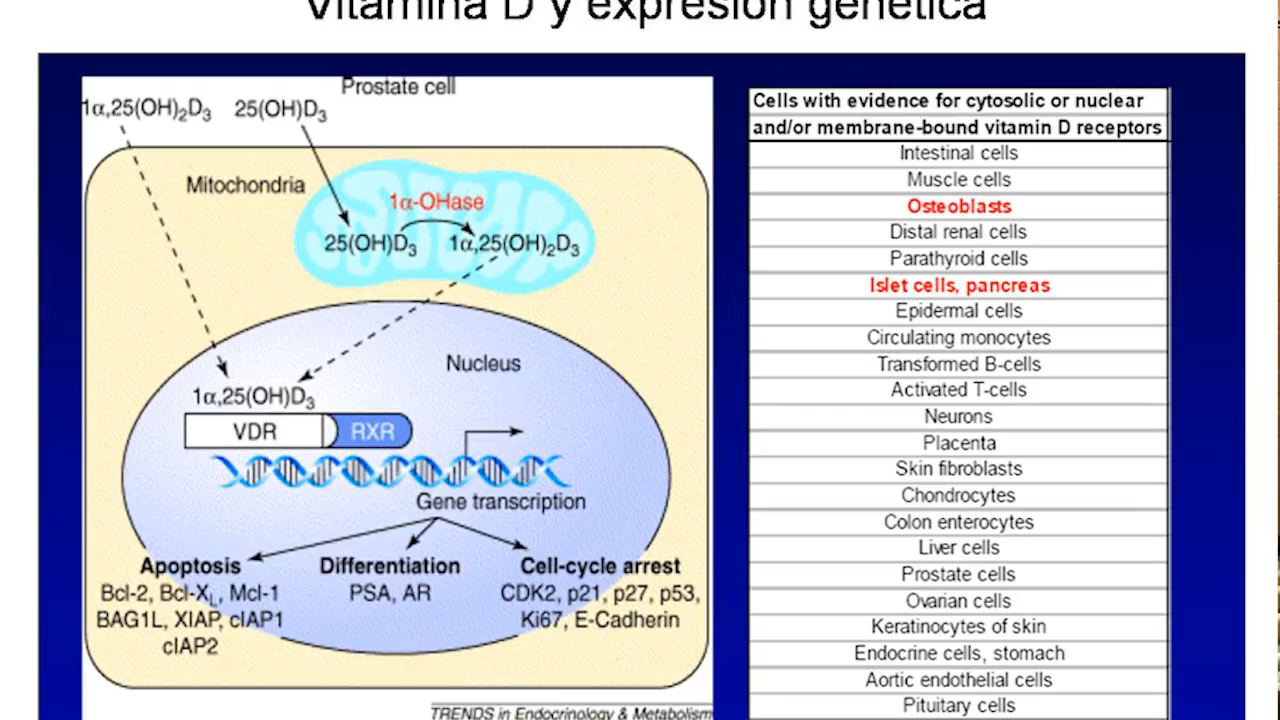 Vitamina D y expresión genética
Prostate cell
1α,25(OH)₂D₃ 25(OH)D₃
Mitochondria
1α-OHase
25(OH)D₃ 1α,25(OH)₂D₃
Nucleus
1α,25(OH)D₃
VDR RXR
Gene transcription
Apoptosis
Bcl-2, Bcl-X_L, Mcl-1
BAG1L, XIAP, cIAP1
cIAP2
Differentiation
PSA, AR
Cell-cycle arrest
CDK2, p21, p27, p53,
Ki67, E-Cadherin
TRENDS in Endocrinology & Metabolism
Cells with evidence for cytosolic or nuclear
and/or membrane-bound vitamin D receptors
Intestinal cells
Muscle cells
Osteoblasts
Distal renal cells
Parathyroid cells
Islet cells, pancreas
Epidermal cells
Circulating monocytes
Transformed B-cells
Activated T-cells
Neurons
Placenta
Skin fibroblasts
Chondrocytes
Colon enterocytes
Liver cells
Prostate cells
Ovarian cells
Keratinocytes of skin
Endocrine cells, stomach
Aortic endothelial cells
Pituitary cells